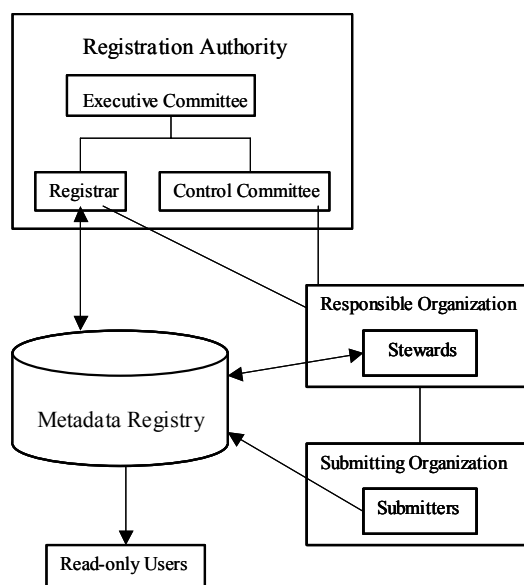 Registration Authority
Executive Committee
Registrar
Control Committee
Responsible Organization
Stewards
Metadata Registry
Submitting Organization
Submitters
Read-only Users